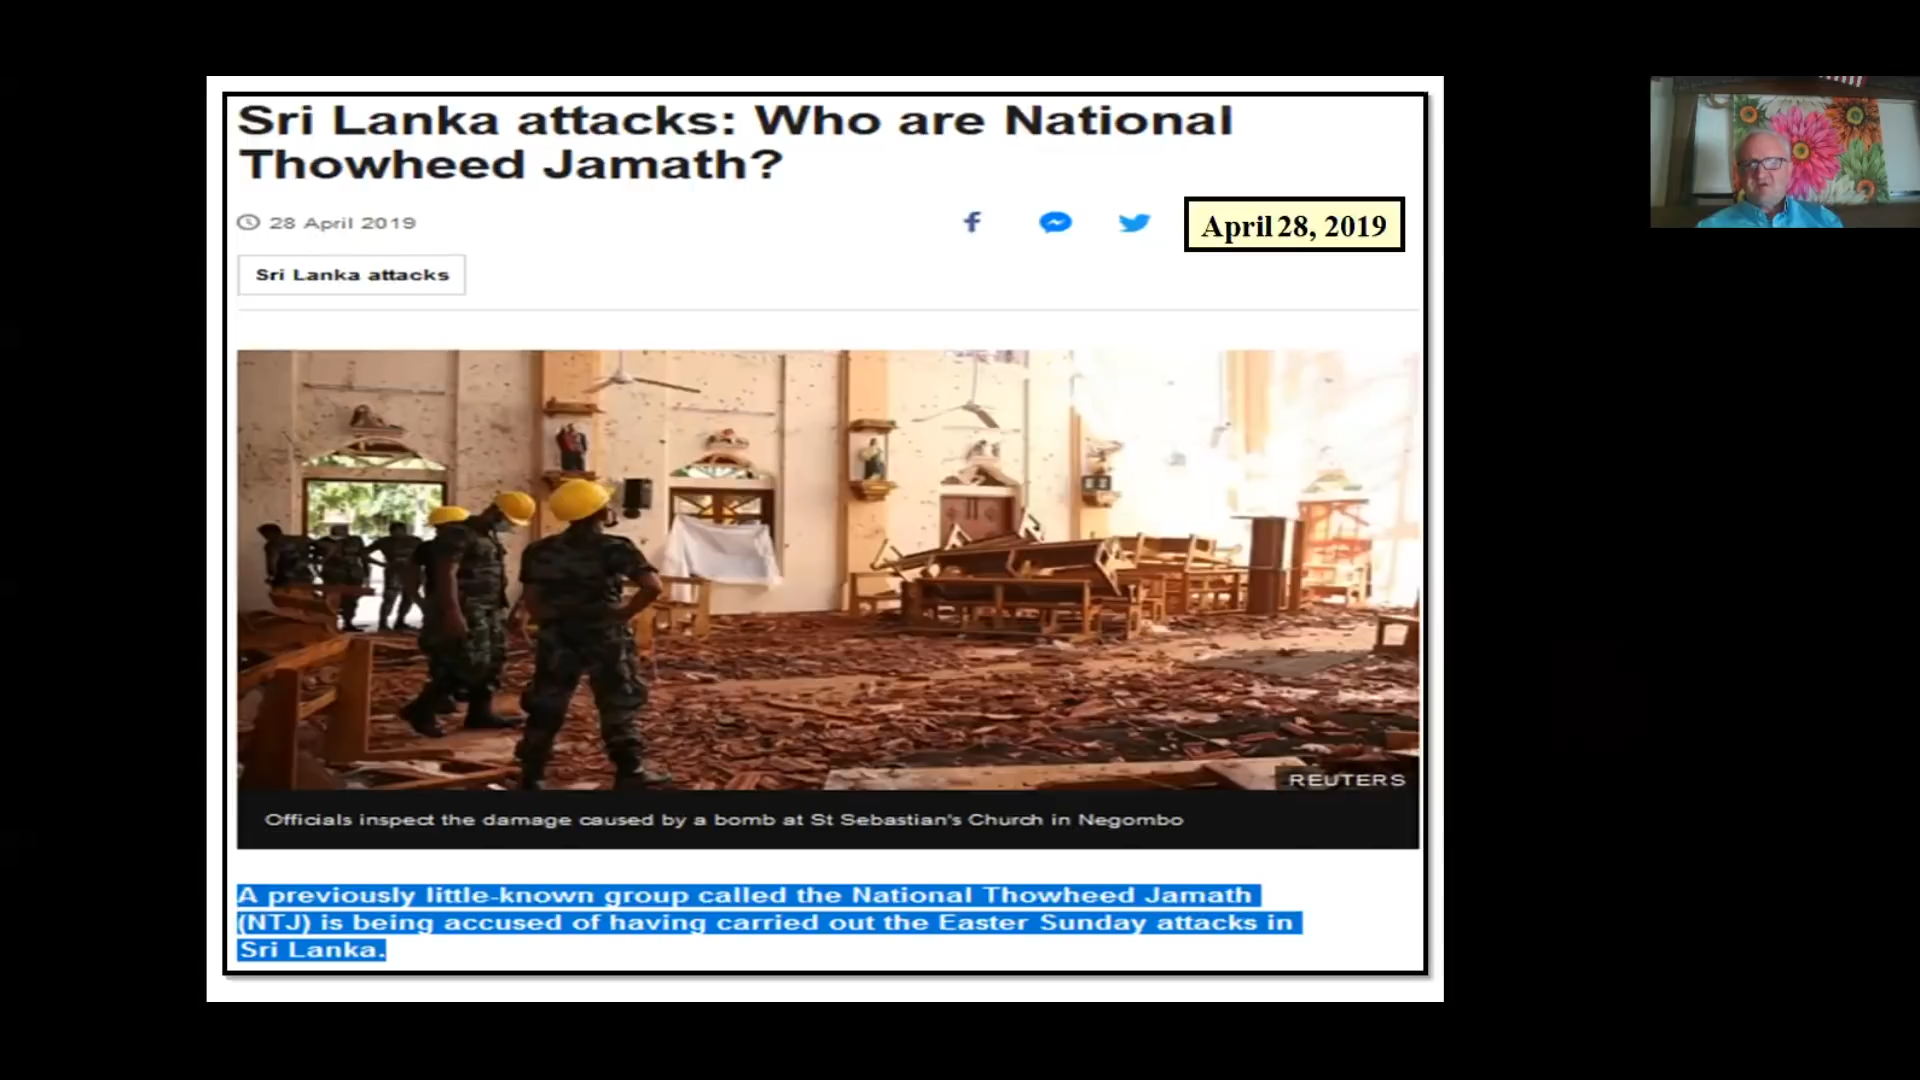 Sri Lanka attacks: Who are National
Thowheed Jamath?
28 April 2019
April 28, 2019
Sri Lanka attacks
REUTERS
Officials inspect the damage caused by a bomb at St Sebastian's Church in Negombo
A previously little-known group called the National Thowheed Jamath
(NTJ) is being accused of having carried out the Easter Sunday attacks in
Sri Lanka.